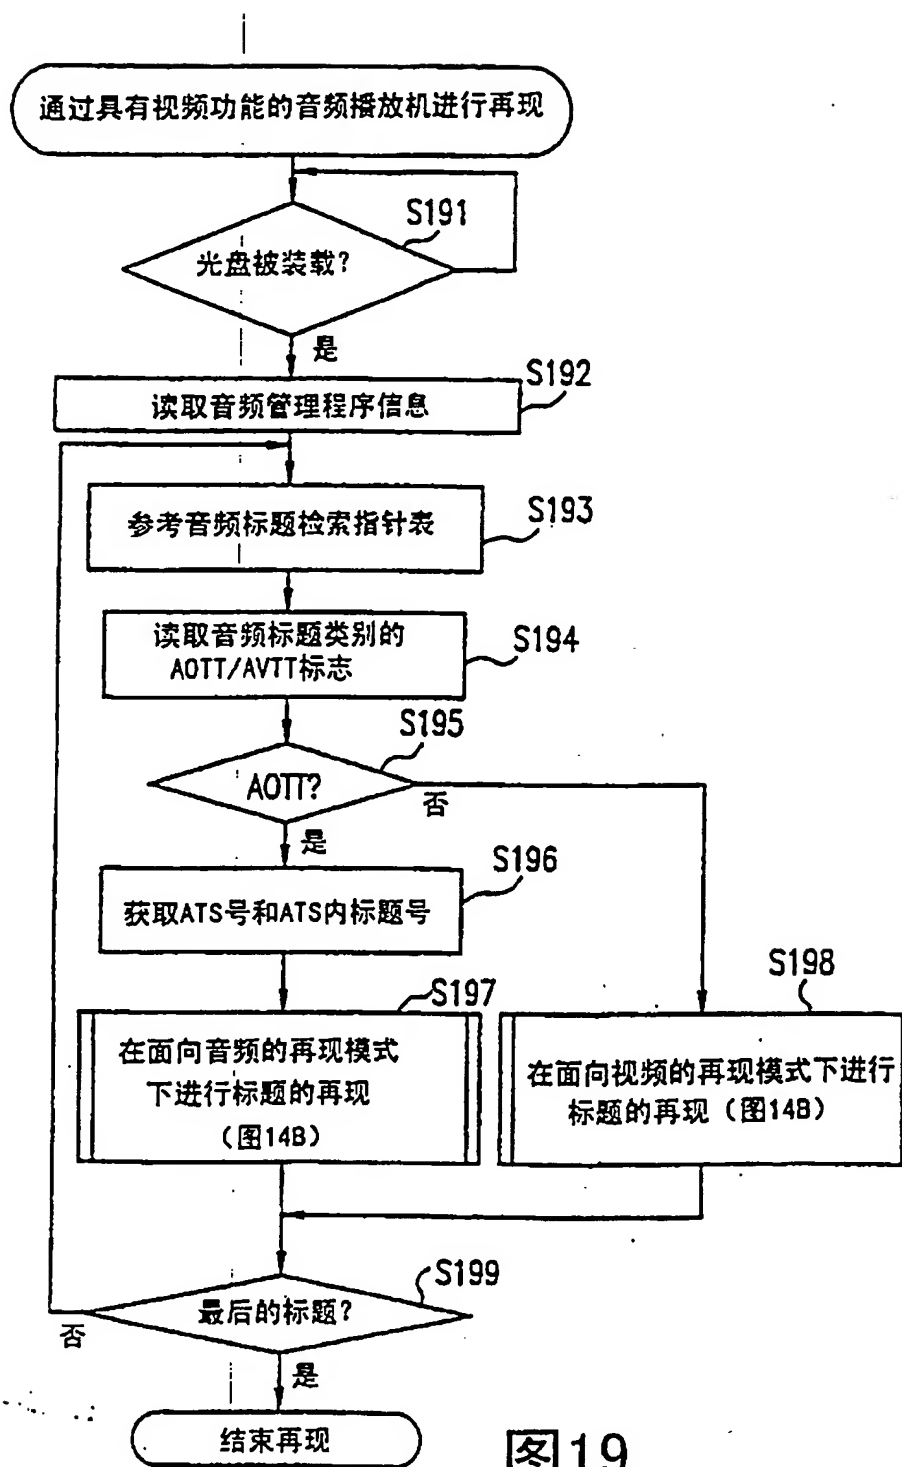 通过具有视频功能的音频播放机进行再现
S191
光盘被装载?
是
S192
读取音频管理程序信息
S193
参考音频标题检索指针表
S194
读取音频标题类别的
AOTT/AVTT标志
S195
AOTT?
否
是
S196
获取ATS号和ATS内标题号
S197
在面向音频的再现模式
下进行标题的再现
(图14B)
S198
在面向视频的再现模式下进行
标题的再现(图14B)
S199
最后的标题?
否
是
结束再现
图19